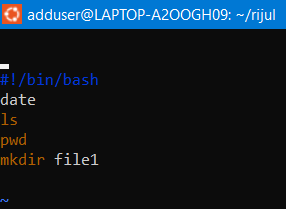 adduser@LAPTOP-A2OOGH09: ~/rijul
#!/bin/bash
date
ls
pwd
mkdir file1
~